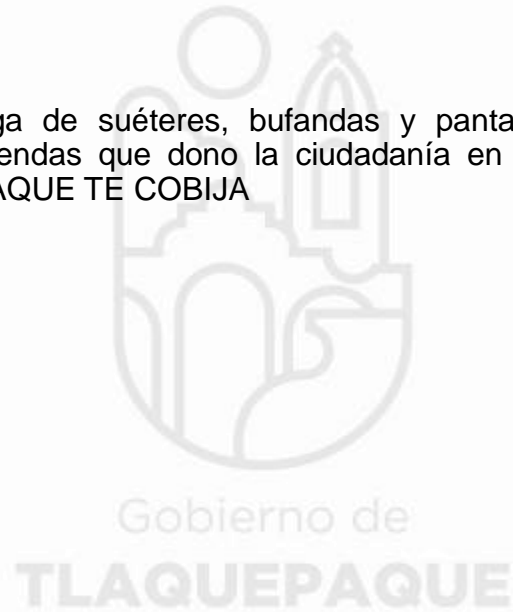 ga de suéteres, bufandas y panta
endas que dono la ciudadanía en
AQUE TE COBIJA
Gobierno de
TLAQUEPAQUE